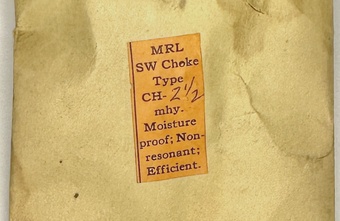 MRL
SW Choke
Type
CH-2 1/2
mhy.
Moisture
proof; Non-
resonant;
Efficient.